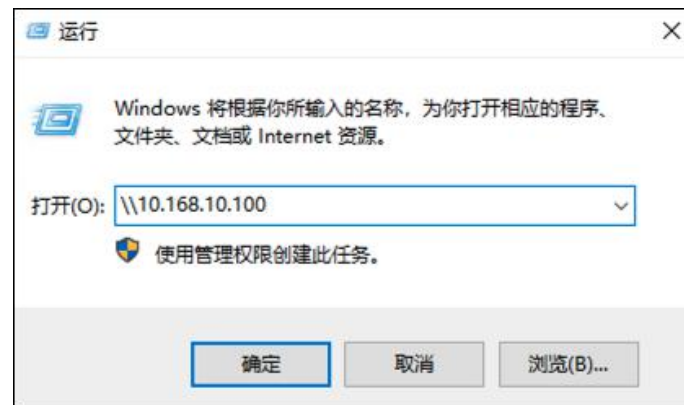 运行
Windows 将根据你所输入的名称，为你打开相应的程序、
文件夹、文档或 Internet 资源。
打开(O): \\10.168.10.100
使用管理权限创建此任务。
确定 取消 浏览(B)...